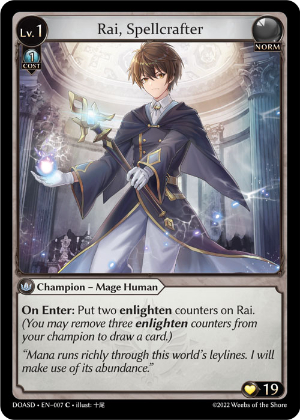 Lv.1
Rai, Spellcrafter
NORM
1
COST
Champion – Mage Human
On Enter: Put two enlighten counters on Rai.
(You may remove three enlighten counters from
your champion to draw a card.)
“Mana runs richly through this world’s leylines. I will
make use of its abundance.”
19
DOASD • EN-007 C • illust: 十尾
©2022 Weebs of the Shore